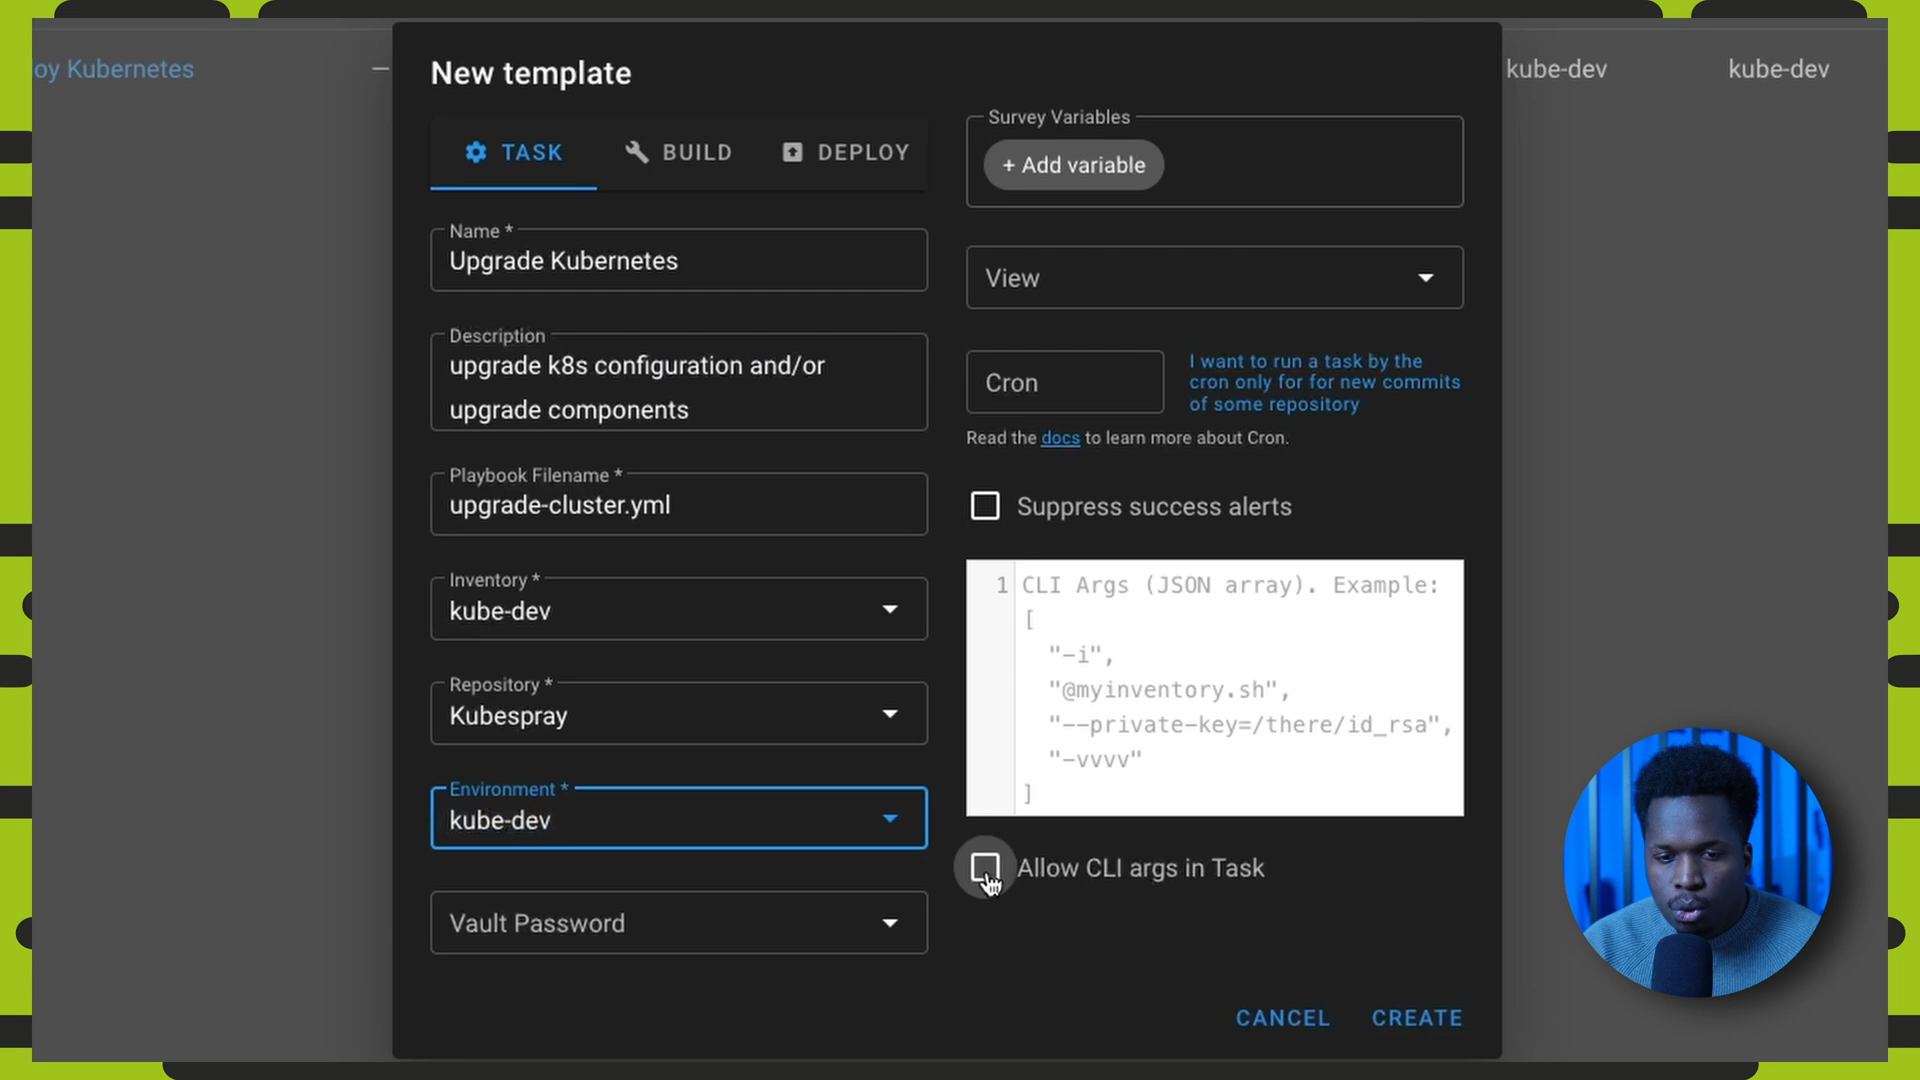 oy Kubernetes
kube-dev
kube-dev
New template
TASK
BUILD
DEPLOY
Name *
Upgrade Kubernetes
Description
upgrade k8s configuration and/or
upgrade components
Playbook Filename *
upgrade-cluster.yml
Inventory *
kube-dev
Repository *
Kubespray
Environment *
kube-dev
Vault Password
Survey Variables
+ Add variable
View
Cron
I want to run a task by the
cron only for for new commits
of some repository
Read the docs to learn more about Cron.
Suppress success alerts
1 CLI Args (JSON array). Example:
[
"-i",
"@myinventory.sh",
"--private-key=/there/id_rsa",
"-vvvv"
]
Allow CLI args in Task
CANCEL
CREATE